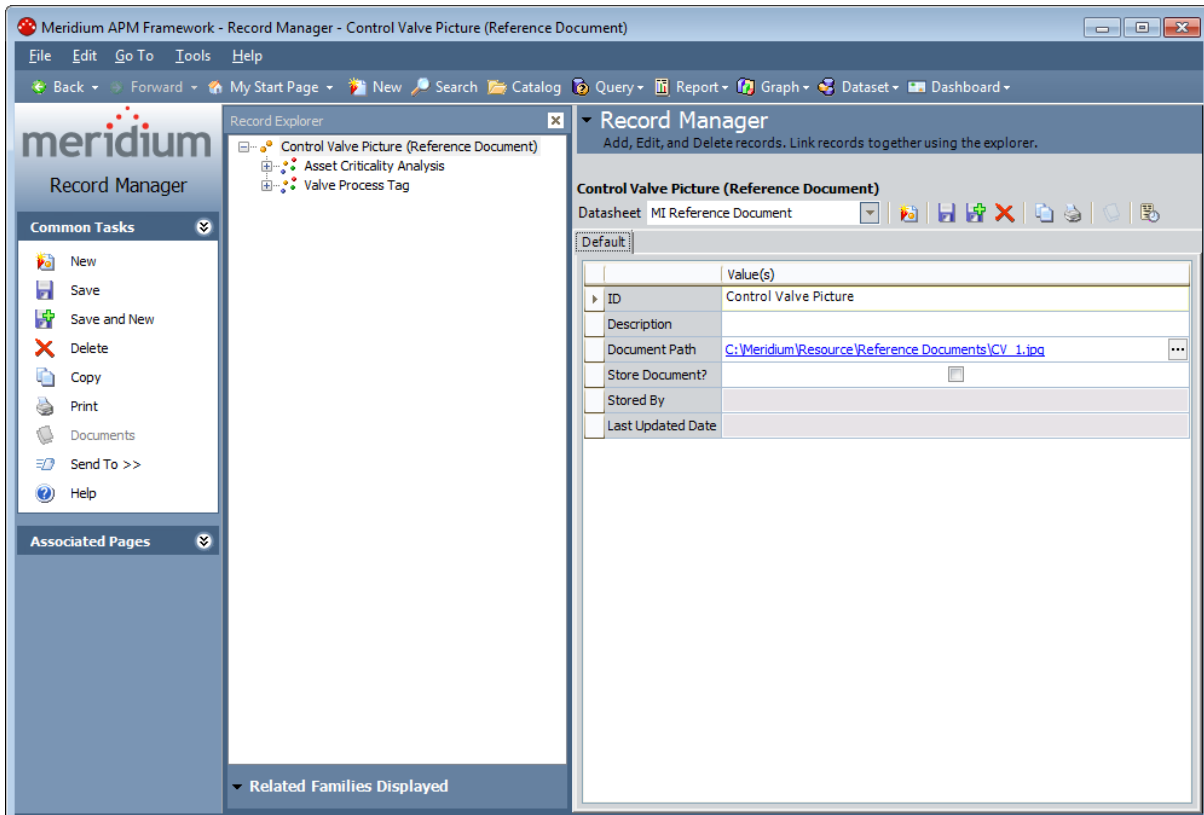 Meridium APM Framework - Record Manager - Control Valve Picture (Reference Document)
File Edit Go To Tools Help
Back Forward My Start Page New Search Catalog Query Report Graph Dataset Dashboard
meridium
Record Manager
Common Tasks
New
Save
Save and New
Delete
Copy
Print
Documents
Send To >>
Help
Associated Pages
Record Explorer
Control Valve Picture (Reference Document)
Asset Criticality Analysis
Valve Process Tag
Related Families Displayed
Record Manager
Add, Edit, and Delete records. Link records together using the explorer.
Control Valve Picture (Reference Document)
Datasheet MI Reference Document
Default
Value(s)
ID Control Valve Picture
Description
Document Path C:\Meridium\Resource\Reference Documents\CV_1.jpg ...
Store Document?
Stored By
Last Updated Date